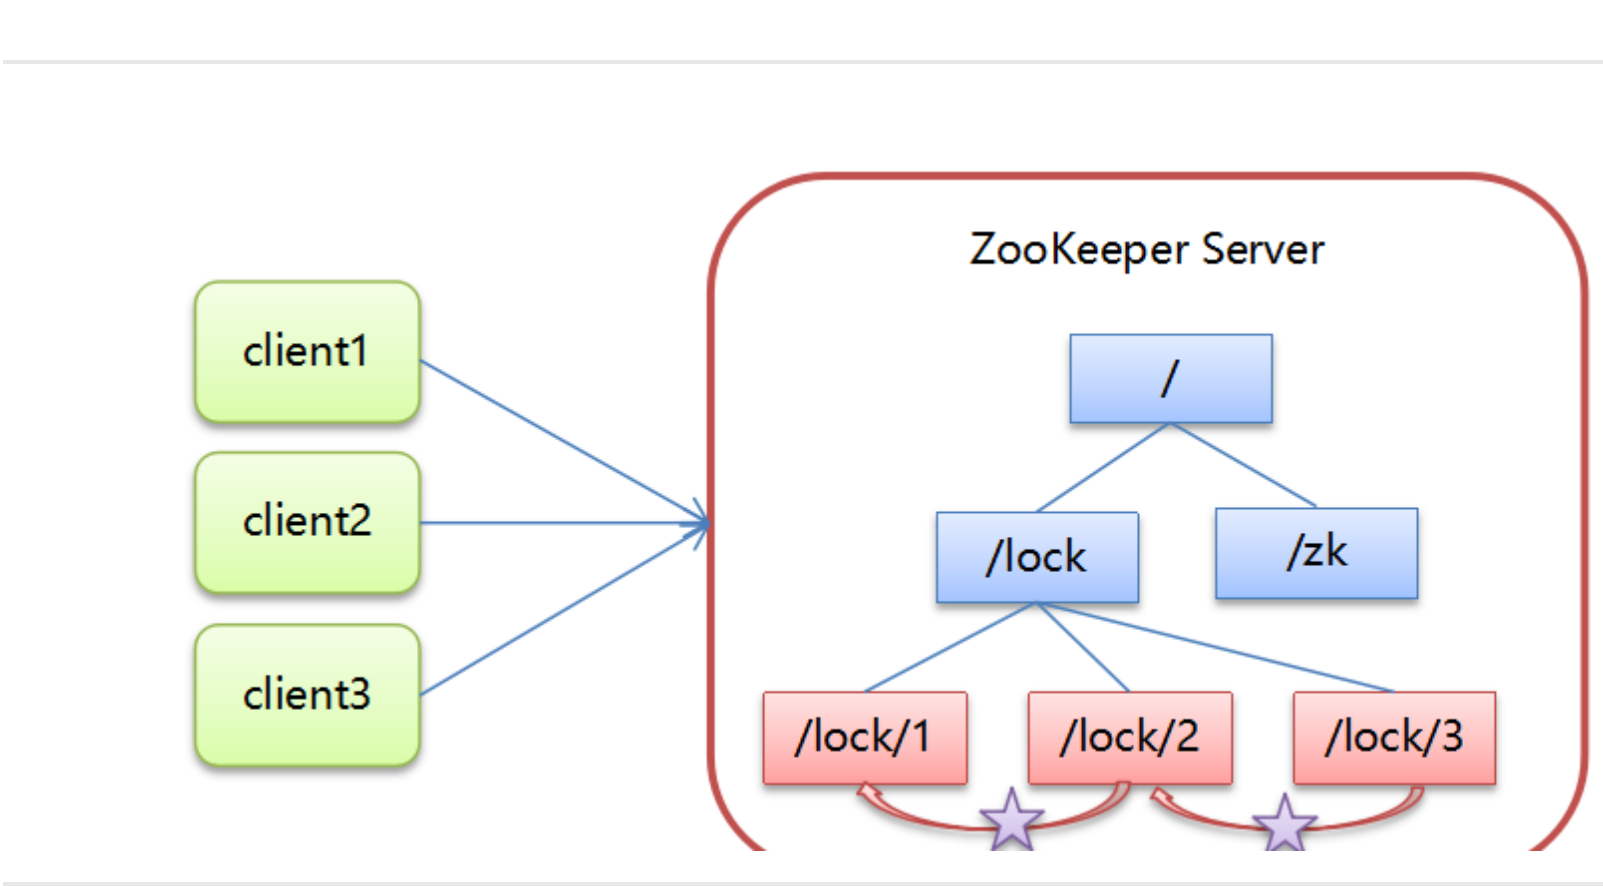 ZooKeeper Server
client1
client2
client3
/
/lock
/zk
/lock/1
/lock/2
/lock/3